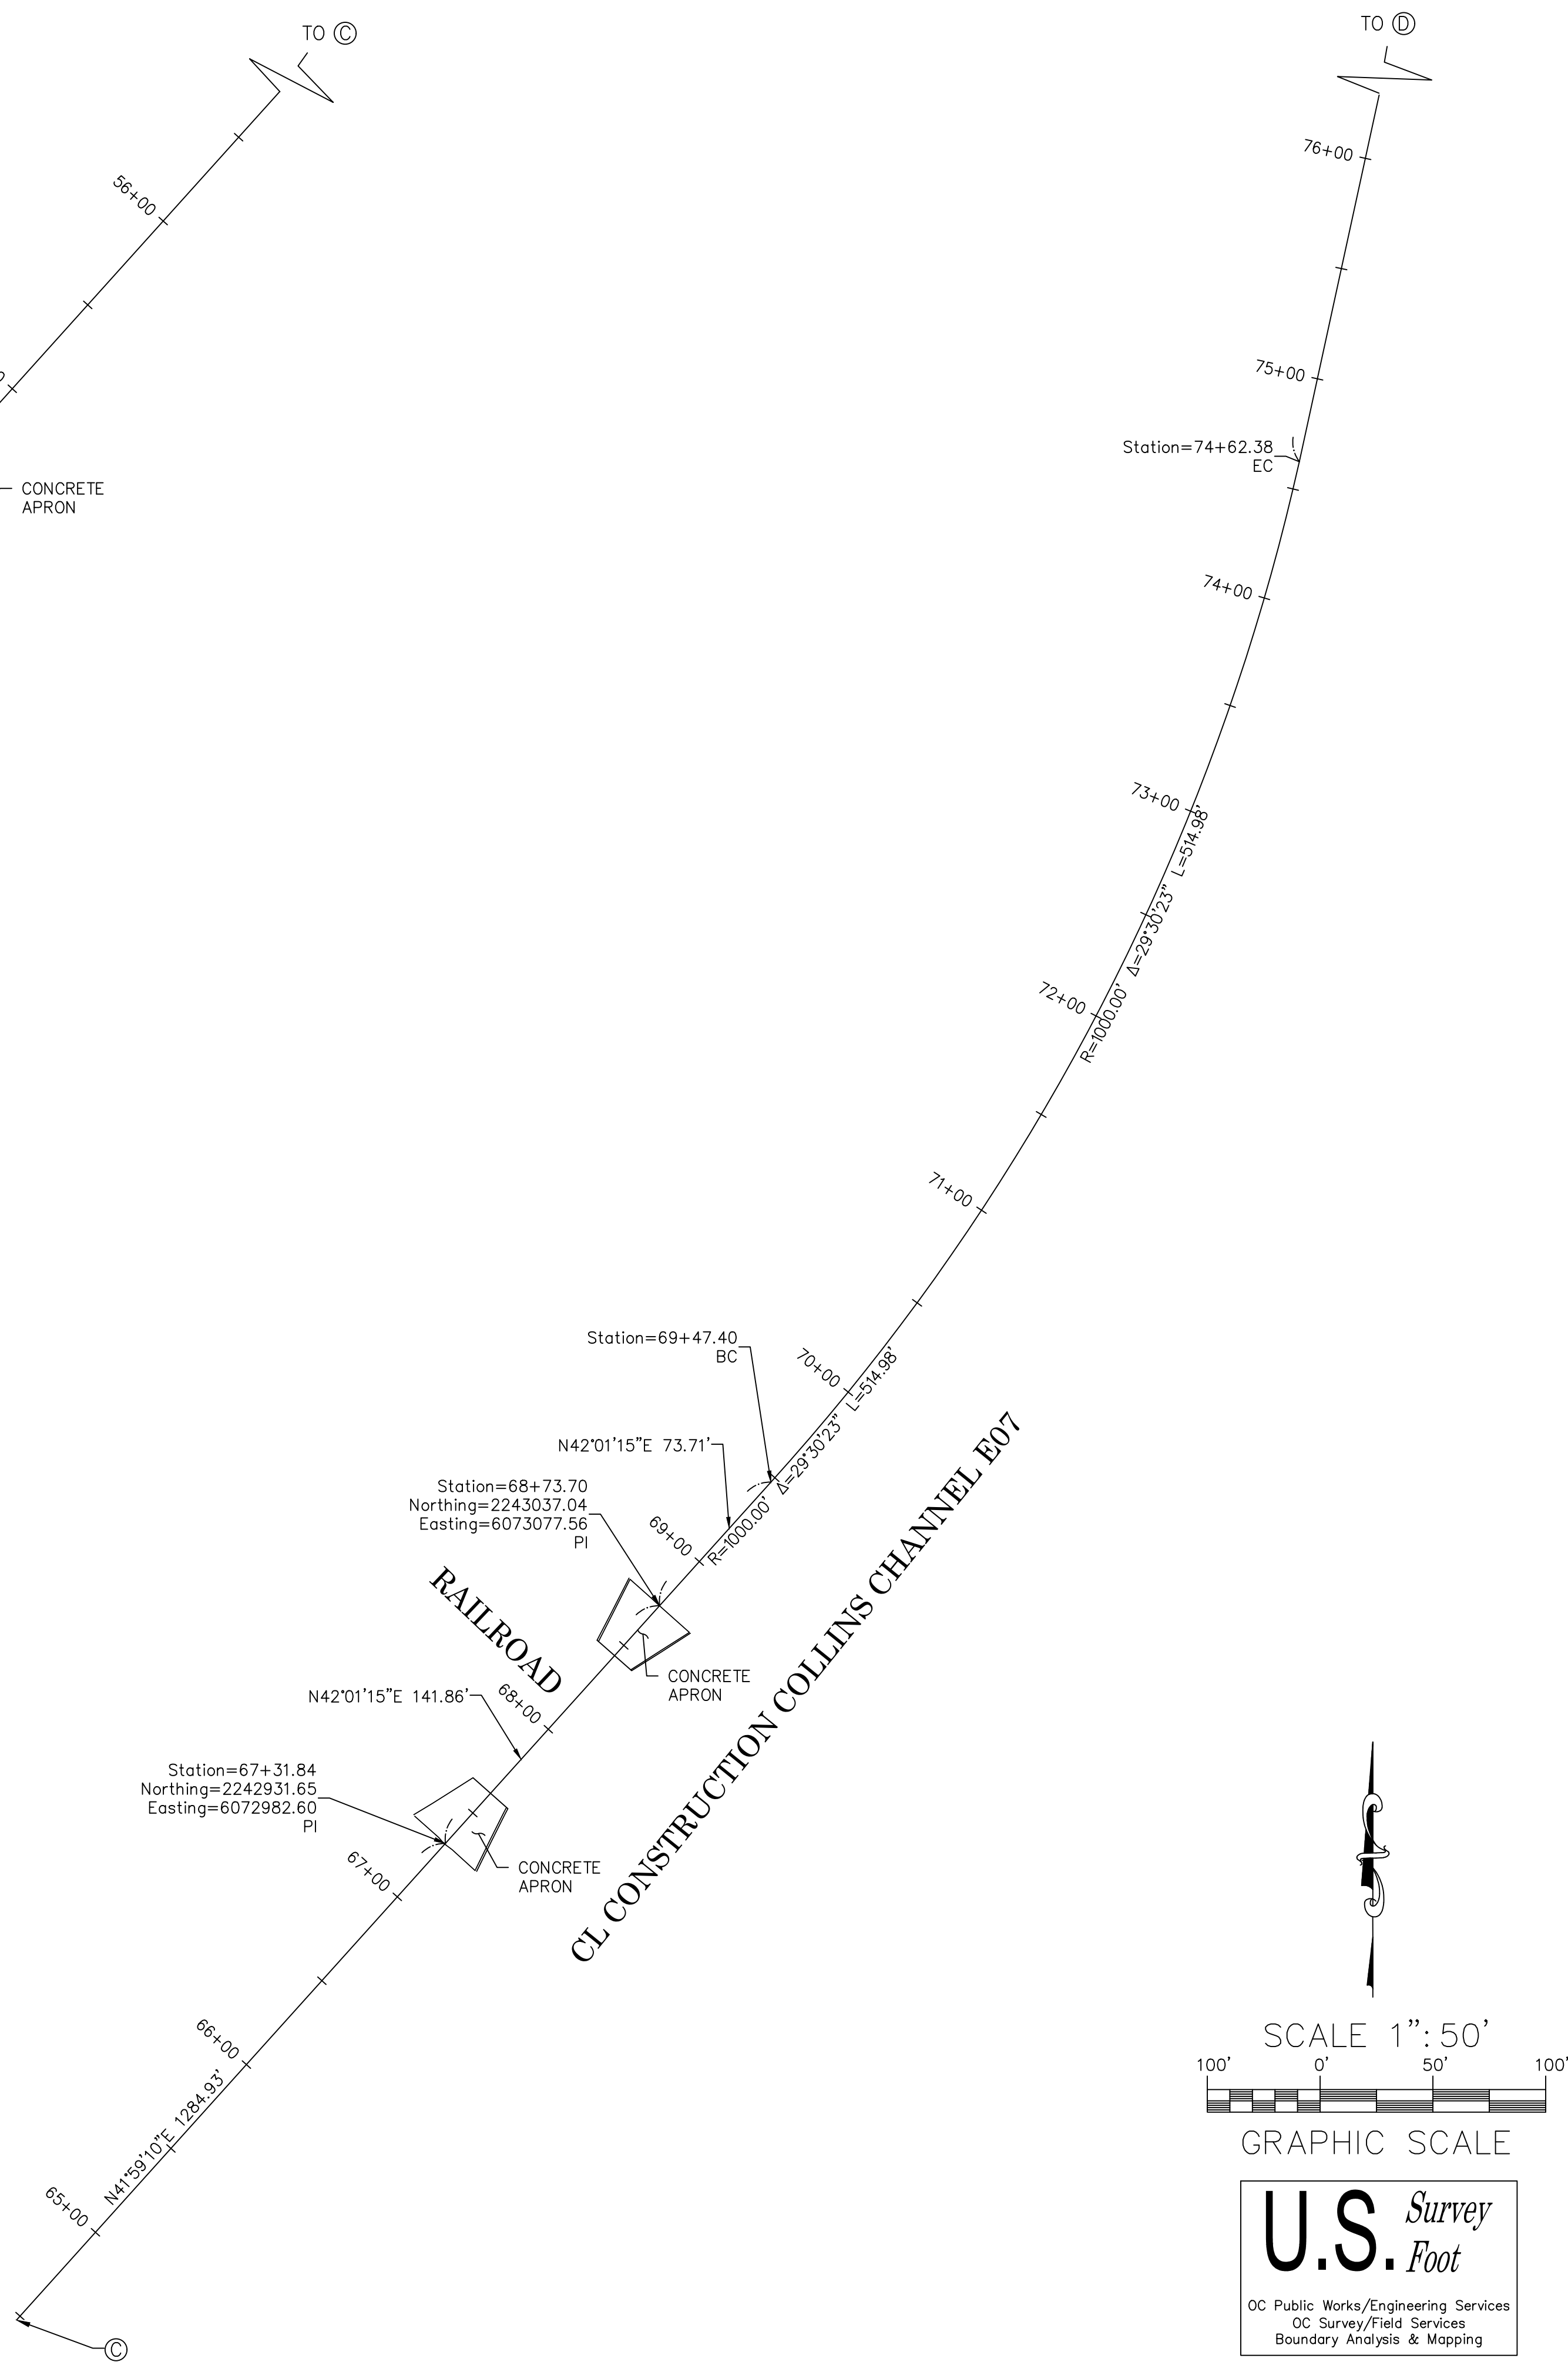 TO C
TO D
76+00
56+00
75+00
Station=74+62.38
EC
CONCRETE
APRON
74+00
73+00
R=1000.00' Δ=29°30'23" L=514.98'
72+00
71+00
Station=69+47.40
BC
70+00
R=1000.00' Δ=29°30'23" L=514.98'
N42°01'15"E 73.71'
Station=68+73.70
Northing=2243037.04
Easting=6073077.56
PI
69+00
RAILROAD
CL CONSTRUCTION COLLINS CHANNEL E07
CONCRETE
APRON
N42°01'15"E 141.86'
68+00
Station=67+31.84
Northing=2242931.65
Easting=6072982.60
PI
67+00
CONCRETE
APRON
66+00
N41°59'10"E 1284.93'
65+00
C
SCALE 1":50'
100' 0' 50' 100'
GRAPHIC SCALE
U.S. Survey
Foot
OC Public Works/Engineering Services
OC Survey/Field Services
Boundary Analysis & Mapping